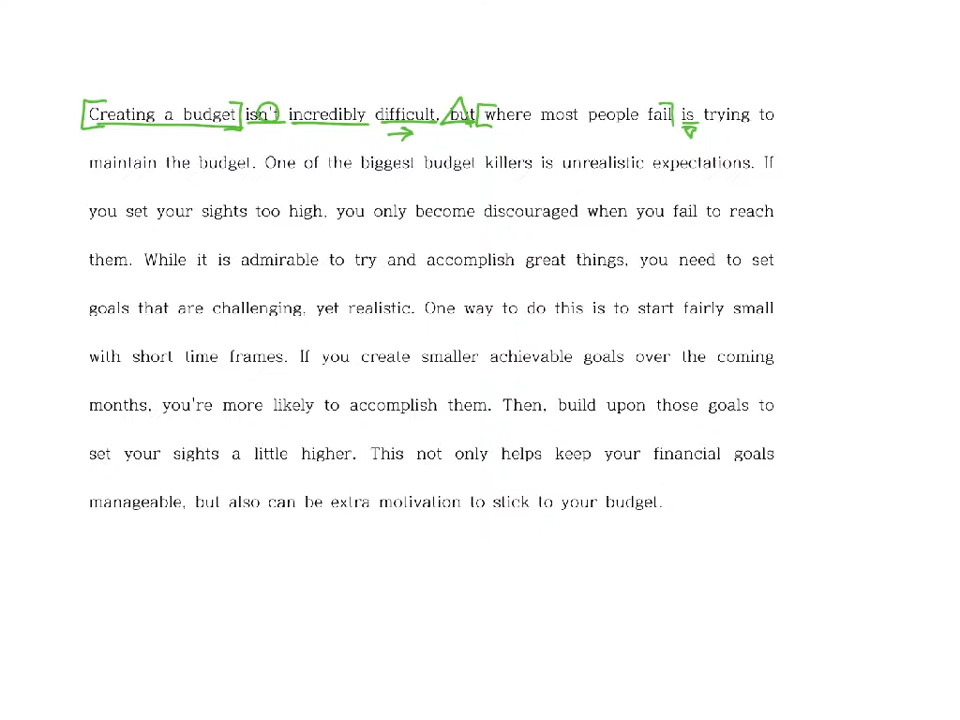 Creating a budget isn't incredibly difficult, but where most people fail is trying to
maintain the budget. One of the biggest budget killers is unrealistic expectations. If
you set your sights too high, you only become discouraged when you fail to reach
them. While it is admirable to try and accomplish great things, you need to set
goals that are challenging, yet realistic. One way to do this is to start fairly small
with short time frames. If you create smaller achievable goals over the coming
months, you're more likely to accomplish them. Then, build upon those goals to
set your sights a little higher. This not only helps keep your financial goals
manageable, but also can be extra motivation to stick to your budget.